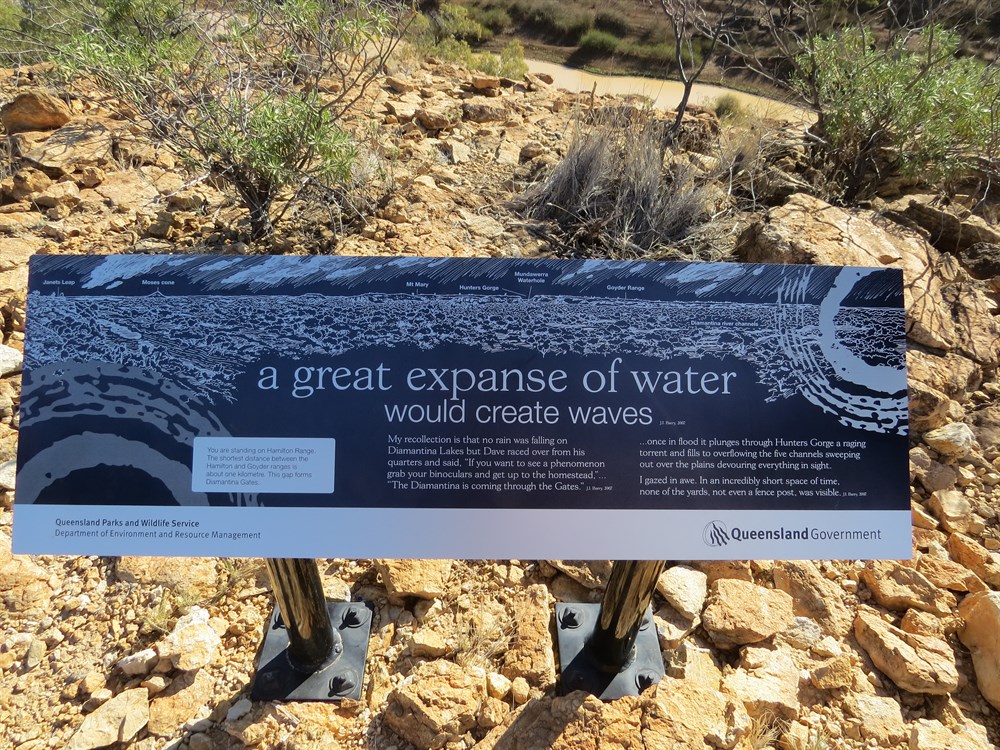 Janets Leap
Moses cone
Mt Mary
Hunters Gorge
Mundawerra
Waterhole
Goyder Range
Diamantina river channels
a great expanse of water
would create waves
You are standing on Hamilton Range.
The shortest distance between the
Hamilton and Goyder ranges is
about one kilometre. This gap forms
Diamantina Gates.
My recollection is that no rain was falling on
Diamantina Lakes but Dave raced over from his
quarters and said, "If you want to see a phenomenon
grab your binoculars and get up to the homestead,"...
"The Diamantina is coming through the Gates."
...once in flood it plunges through Hunters Gorge a raging
torrent and fills to overflowing the five channels sweeping
out over the plains devouring everything in sight.
I gazed in awe. In an incredibly short space of time,
none of the yards, not even a fence post, was visible.
Queensland Parks and Wildlife Service
Department of Environment and Resource Management
Queensland Government